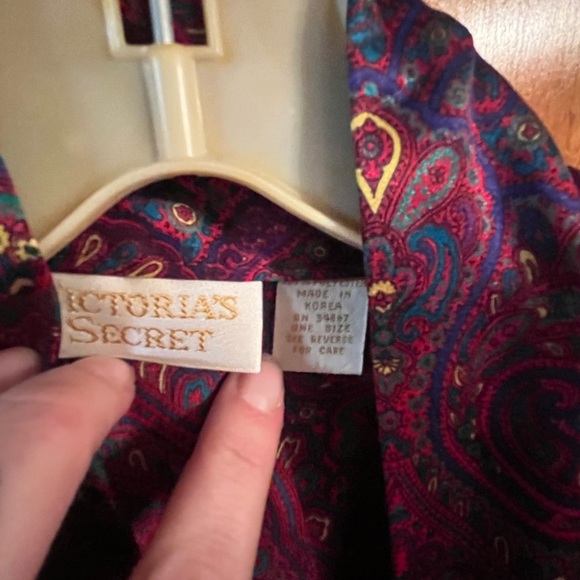 ICTORIA'S
SECRET
MADE IN
KOREA
RN 54867
ONE SIZE
SEE REVERSE
FOR CARE